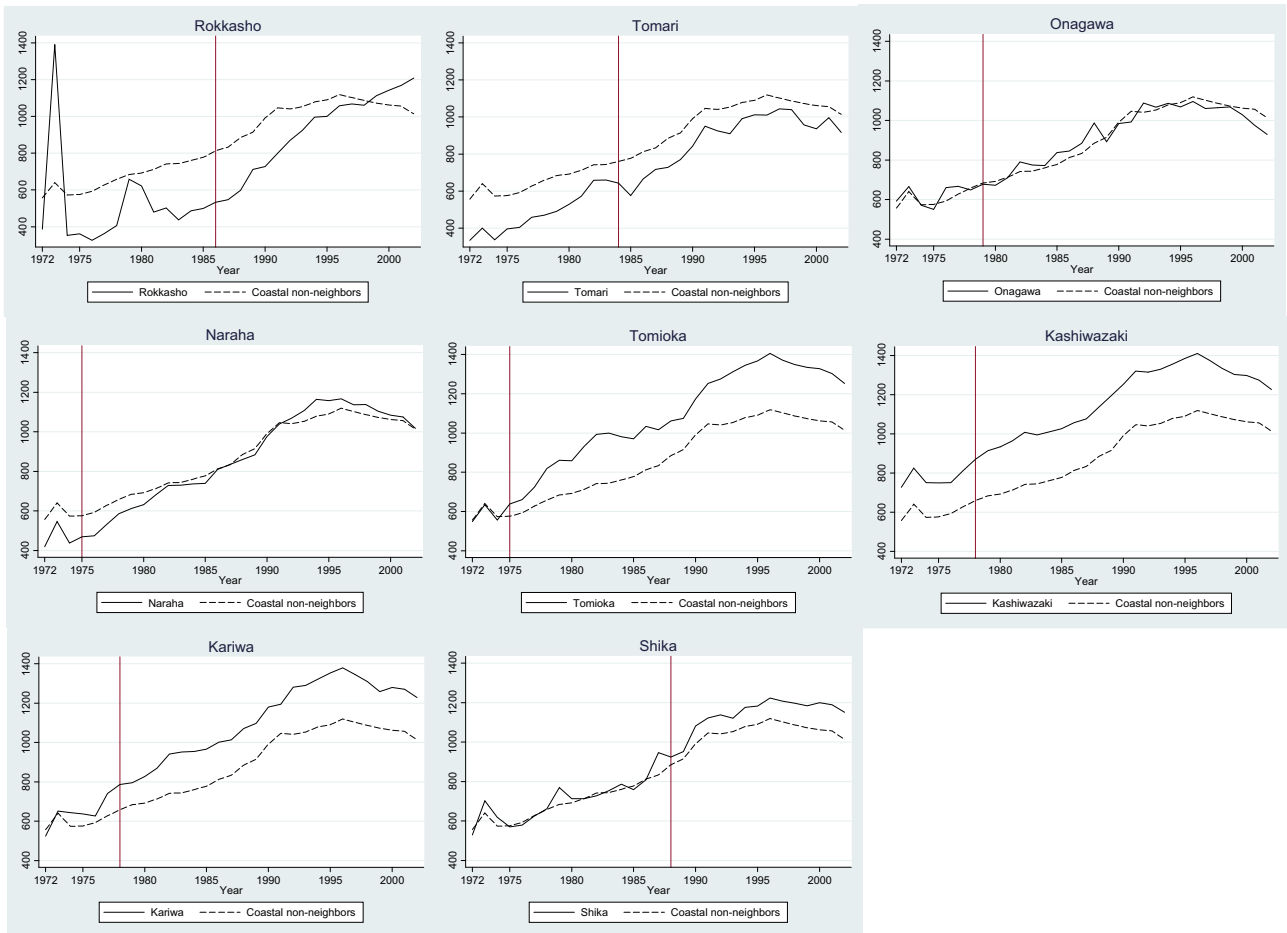 Rokkasho
1400
1200
1000
800
600
400
1972 1975 1980 1985 1990 1995 2000
Year
Rokkasho Coastal non-neighbors
Tomari
1400
1200
1000
800
600
400
1972 1975 1980 1985 1990 1995 2000
Year
Tomari Coastal non-neighbors
Onagawa
1400
1200
1000
800
600
400
1972 1975 1980 1985 1990 1995 2000
Year
Onagawa Coastal non-neighbors
Naraha
1400
1200
1000
800
600
400
1972 1975 1980 1985 1990 1995 2000
Year
Naraha Coastal non-neighbors
Tomioka
1400
1200
1000
800
600
400
1972 1975 1980 1985 1990 1995 2000
Year
Tomioka Coastal non-neighbors
Kashiwazaki
1400
1200
1000
800
600
400
1972 1975 1980 1985 1990 1995 2000
Year
Kashiwazaki Coastal non-neighbors
Kariwa
1400
1200
1000
800
600
400
1972 1975 1980 1985 1990 1995 2000
Year
Kariwa Coastal non-neighbors
Shika
1400
1200
1000
800
600
400
1972 1975 1980 1985 1990 1995 2000
Year
Shika Coastal non-neighbors